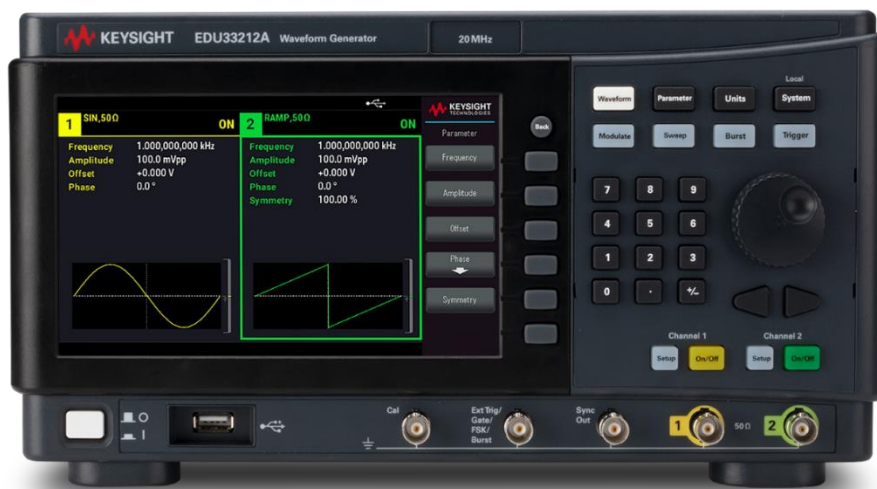 KEYSIGHT EDU33212A Waveform Generator 20 MHz
1 SIN,50Ω ON
Frequency 1.000,000,000 kHz
Amplitude 100.0 mVpp
Offset +0.000 V
Phase 0.0 °
2 RAMP,50Ω ON
Frequency 1.000,000,000 kHz
Amplitude 100.0 mVpp
Offset +0.000 V
Phase 0.0 °
Symmetry 100.00 %
KEYSIGHT
TECHNOLOGIES
Parameter
Frequency
Amplitude
Offset
Phase
Symmetry
Back
Local
Waveform Parameter Units System
Modulate Sweep Burst Trigger
7 8 9
4 5 6
1 2 3
0 . +/-
Channel 1 Channel 2
Setup On/Off Setup On/Off
Cal
Ext Trig/
Gate/
FSK/
Burst
Sync
Out
1 50 Ω 2